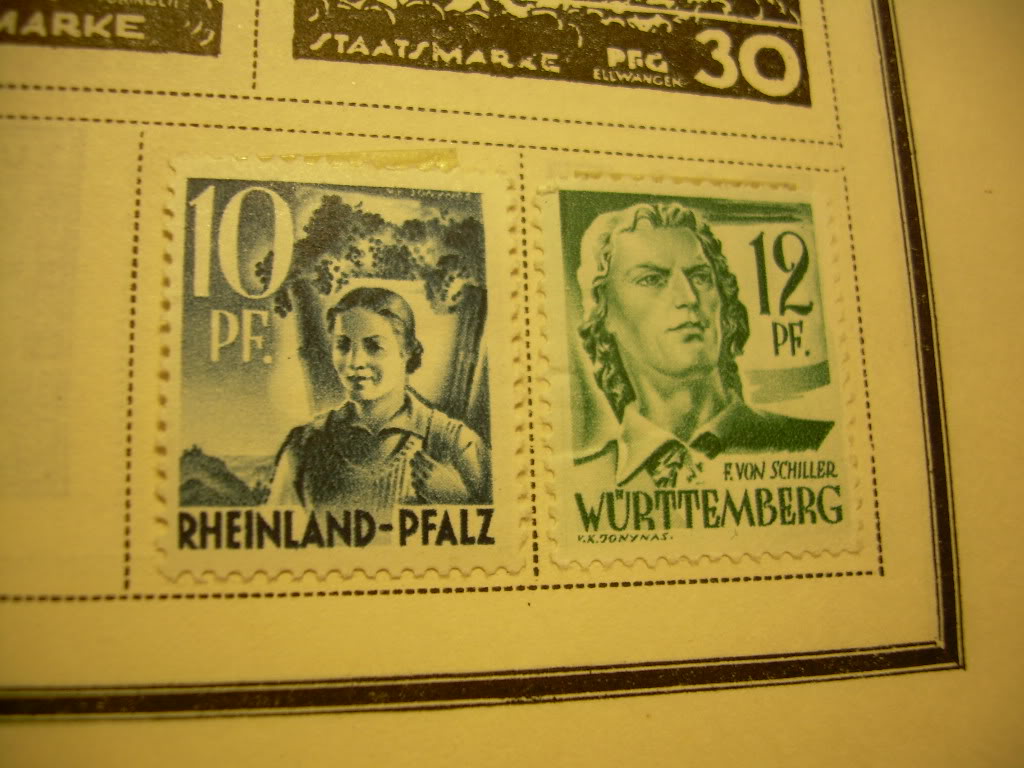 MARKE
STAATSMARKE PFG 30
ELLWANGEN
10
PF.
RHEINLAND-PFALZ
12
PF.
F. VON SCHILLER
WÜRTTEMBERG
V.K.JONYNAS.